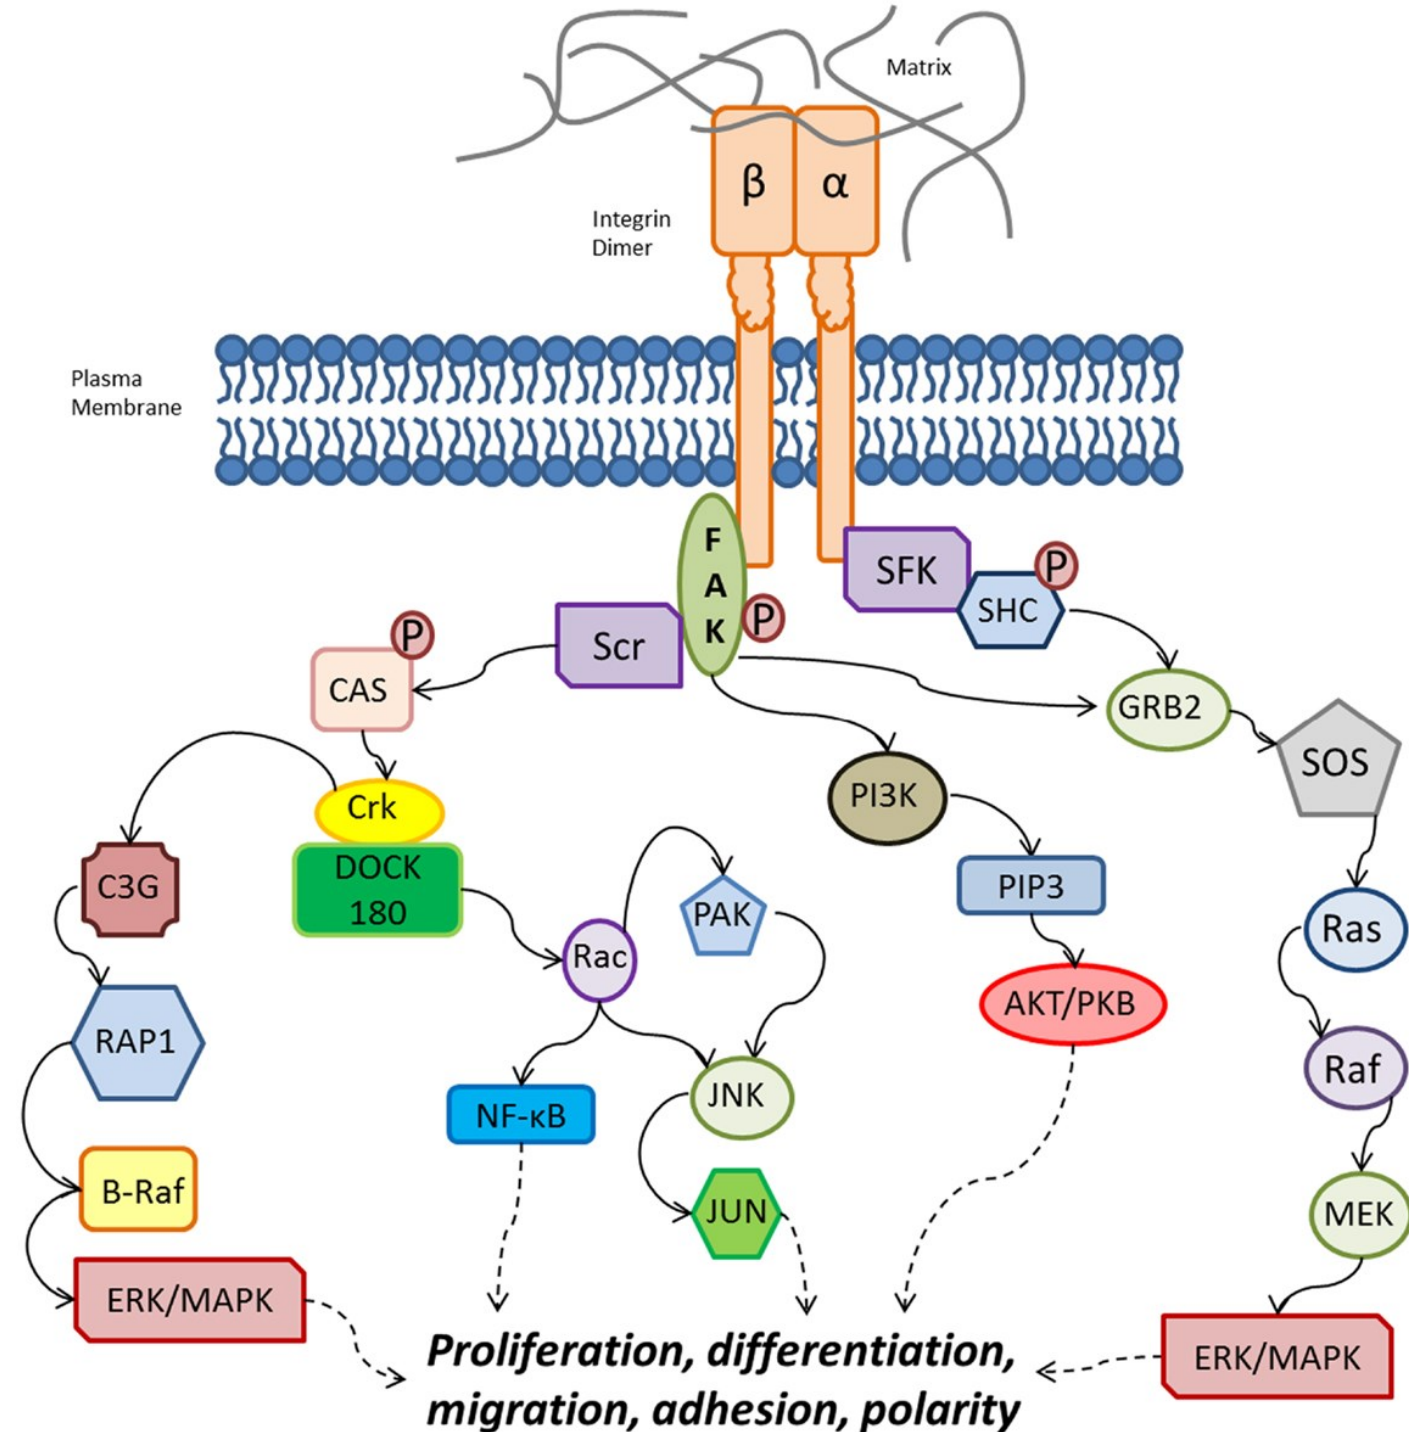 Matrix
β
α
Integrin
Dimer
Plasma
Membrane
F
A
K
P
SFK
P
SHC
Scr
P
CAS
GRB2
SOS
Crk
PI3K
C3G
DOCK
180
PAK
PIP3
Ras
Rac
AKT/PKB
RAP1
Raf
NF-κB
JNK
B-Raf
JUN
MEK
ERK/MAPK
Proliferation, differentiation,
migration, adhesion, polarity
ERK/MAPK